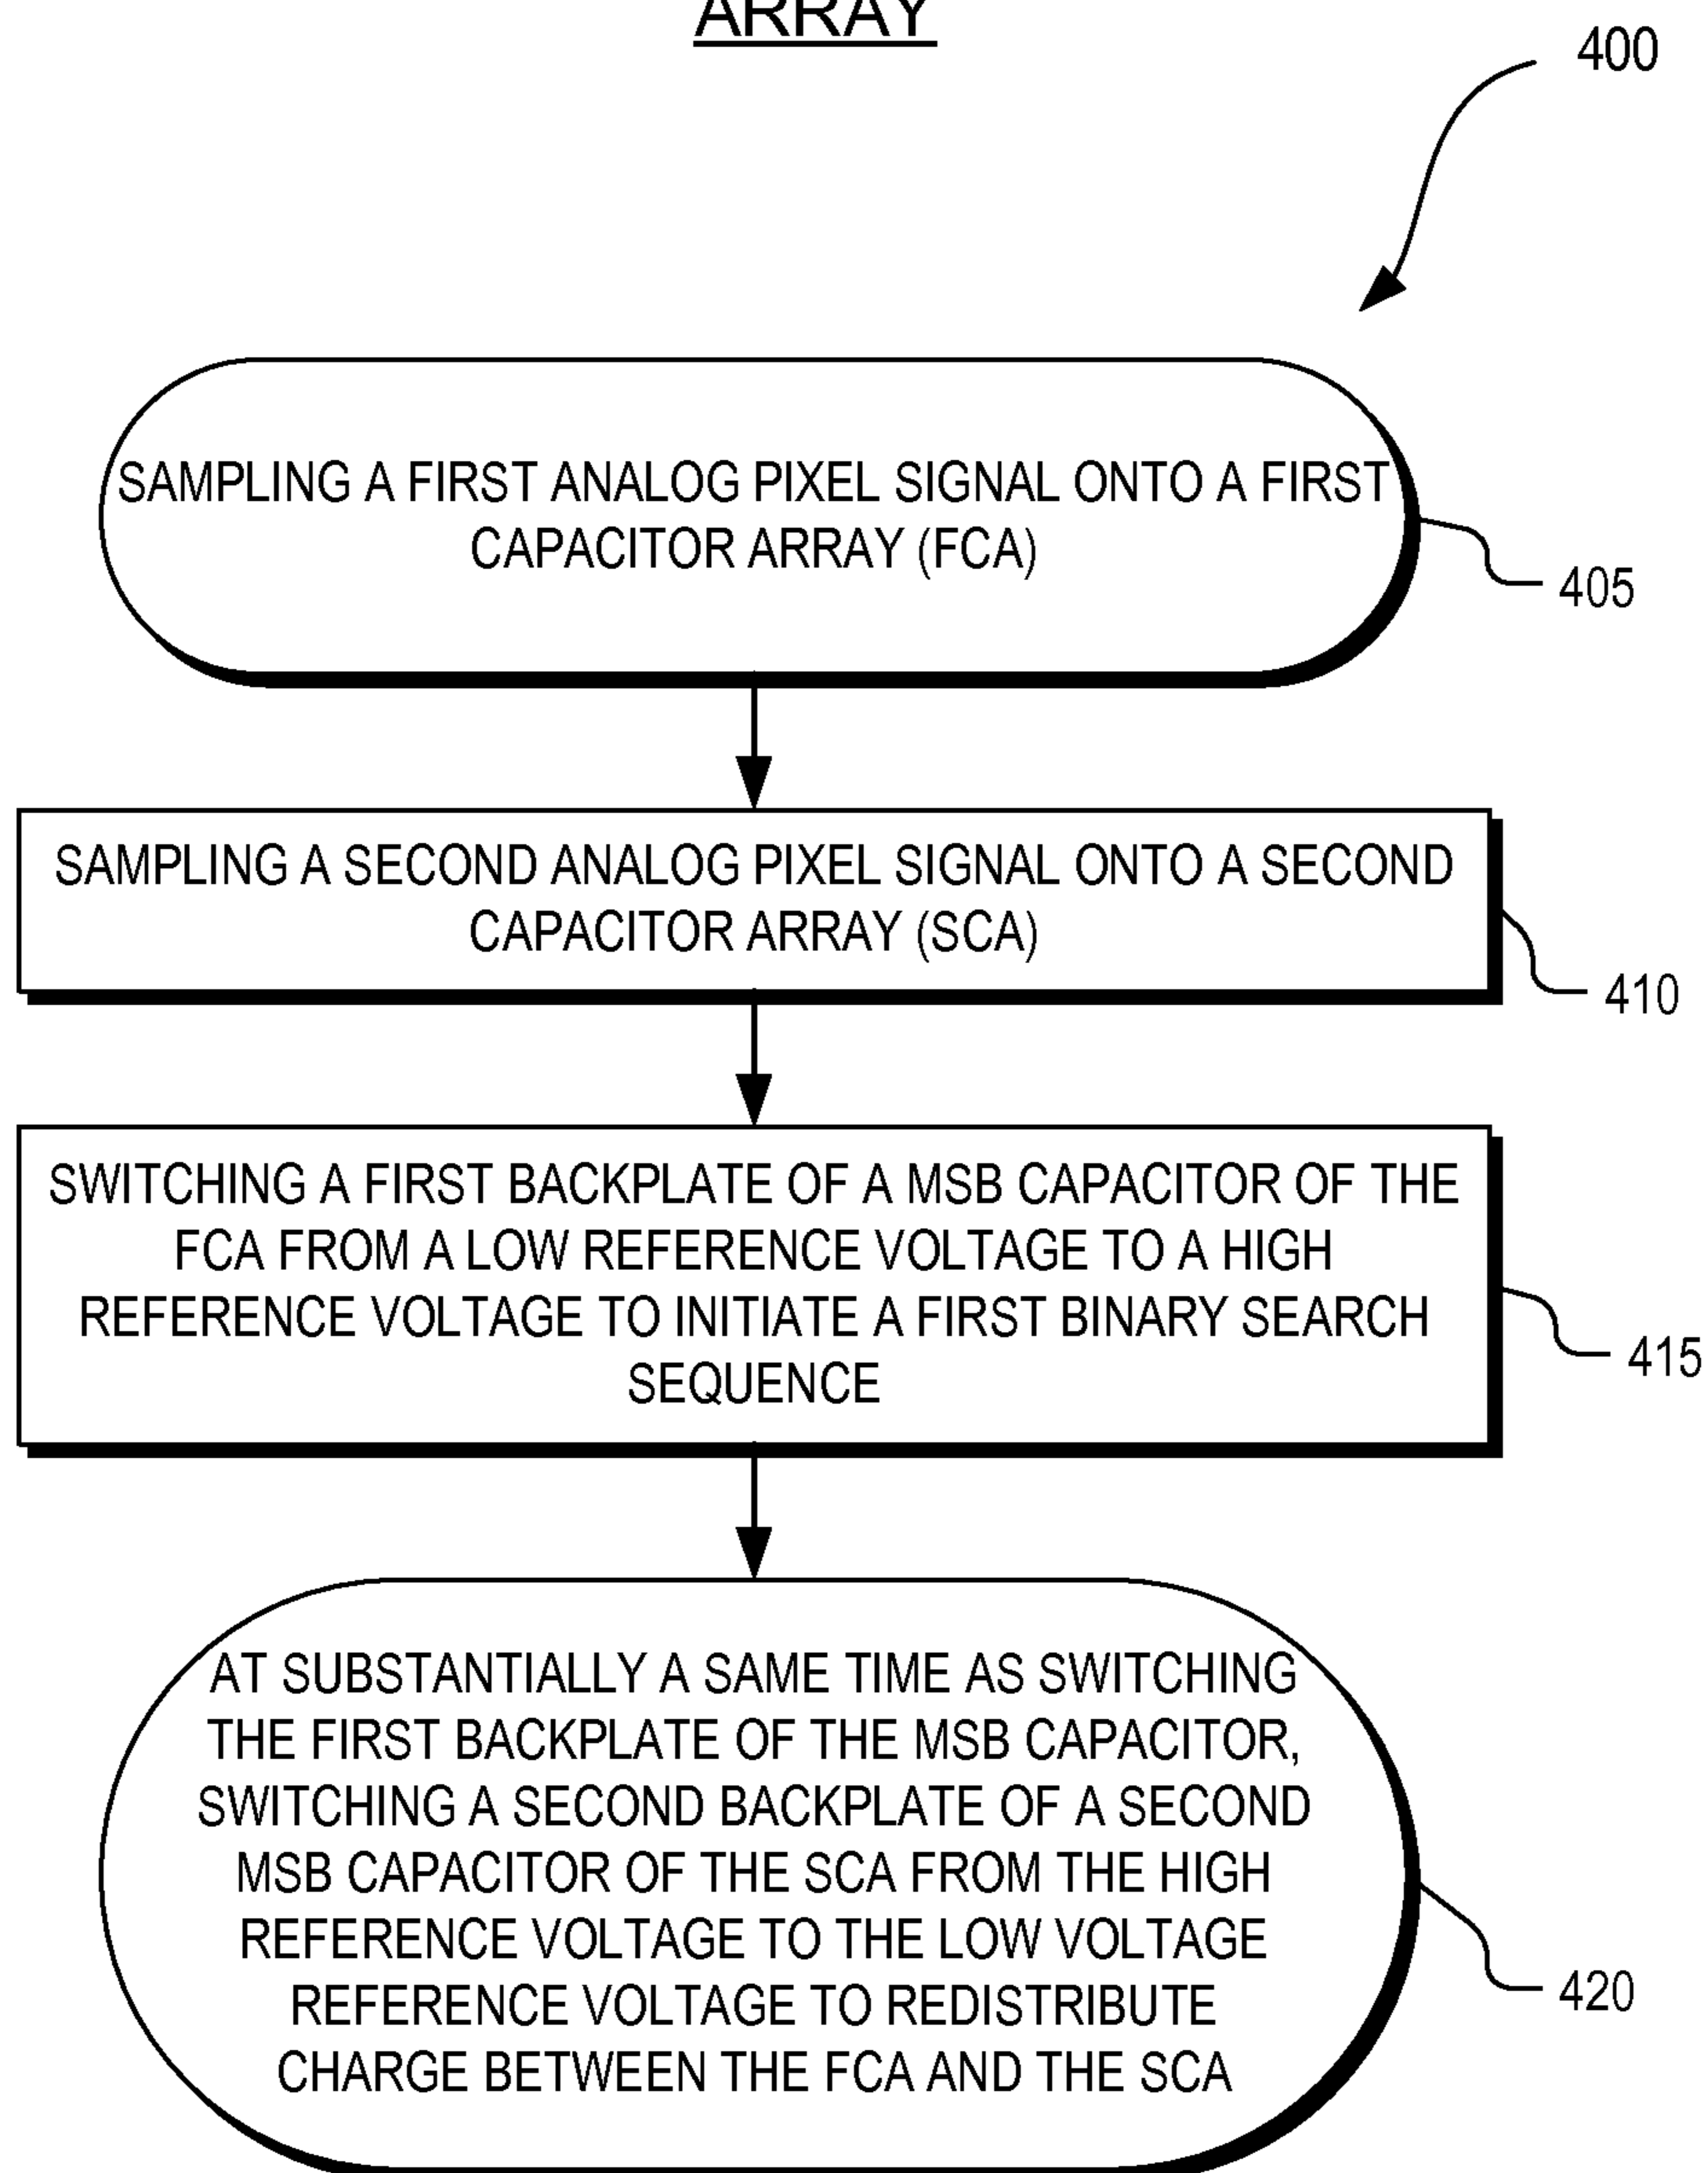 ARRAY
400
SAMPLING A FIRST ANALOG PIXEL SIGNAL ONTO A FIRST
CAPACITOR ARRAY (FCA)
405
SAMPLING A SECOND ANALOG PIXEL SIGNAL ONTO A SECOND
CAPACITOR ARRAY (SCA)
410
SWITCHING A FIRST BACKPLATE OF A MSB CAPACITOR OF THE
FCA FROM A LOW REFERENCE VOLTAGE TO A HIGH
REFERENCE VOLTAGE TO INITIATE A FIRST BINARY SEARCH
SEQUENCE
415
AT SUBSTANTIALLY A SAME TIME AS SWITCHING
THE FIRST BACKPLATE OF THE MSB CAPACITOR,
SWITCHING A SECOND BACKPLATE OF A SECOND
MSB CAPACITOR OF THE SCA FROM THE HIGH
REFERENCE VOLTAGE TO THE LOW VOLTAGE
REFERENCE VOLTAGE TO REDISTRIBUTE
CHARGE BETWEEN THE FCA AND THE SCA
420